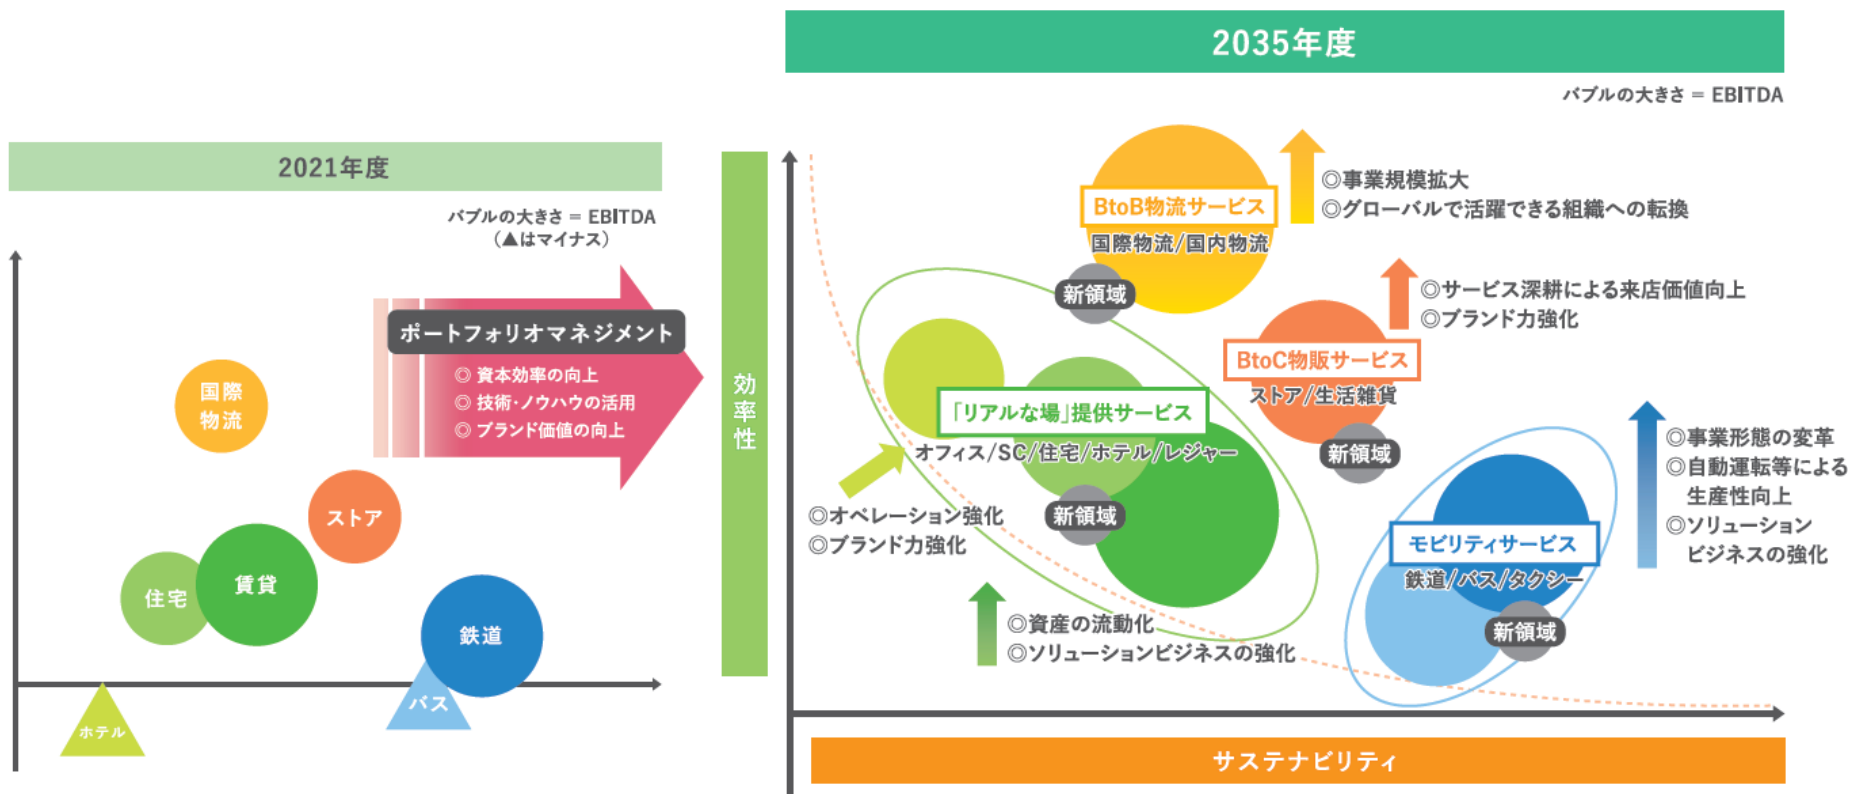 2021年度
バブルの大きさ = EBITDA
(▲はマイナス)
国際
物流
ストア
住宅
賃貸
鉄道
バス
ホテル
ポートフォリオマネジメント
◎ 資本効率の向上
◎ 技術・ノウハウの活用
◎ ブランド価値の向上
効率性
2035年度
バブルの大きさ = EBITDA
BtoB物流サービス
国際物流/国内物流
◎事業規模拡大
◎グローバルで活躍できる組織への転換
新領域
BtoC物販サービス
ストア/生活雑貨
◎サービス深耕による来店価値向上
◎ブランド力強化
新領域
「リアルな場」提供サービス
オフィス/SC/住宅/ホテル/レジャー
新領域
◎オペレーション強化
◎ブランド力強化
◎資産の流動化
◎ソリューションビジネスの強化
モビリティサービス
鉄道/バス/タクシー
新領域
◎事業形態の変革
◎自動運転等による
生産性向上
◎ソリューション
ビジネスの強化
サステナビリティ